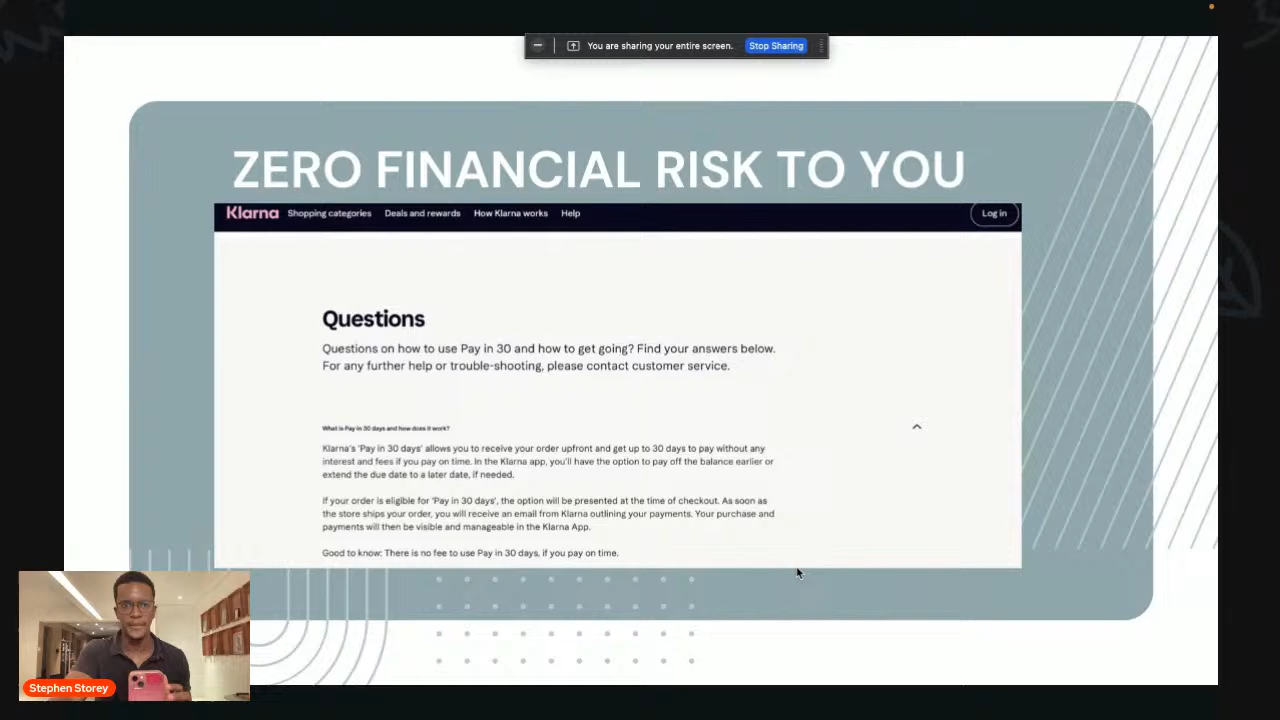 You are sharing your entire screen. Stop Sharing
ZERO FINANCIAL RISK TO YOU
Klarna Shopping categories Deals and rewards How Klarna works Help Log in
Questions
Questions on how to use Pay in 30 and how to get going? Find your answers below.
For any further help or trouble-shooting, please contact customer service.
What is Pay in 30 days and how does it work?
Klarna's 'Pay in 30 days' allows you to receive your order upfront and get up to 30 days to pay without any
interest and fees if you pay on time. In the Klarna app, you'll have the option to pay off the balance earlier or
extend the due date to a later date, if needed.
If your order is eligible for 'Pay in 30 days', the option will be presented at the time of checkout. As soon as
the store ships your order, you will receive an email from Klarna outlining your payments. Your purchase and
payments will then be visible and manageable in the Klarna App.
Good to know: There is no fee to use Pay in 30 days, if you pay on time.
Stephen Storey